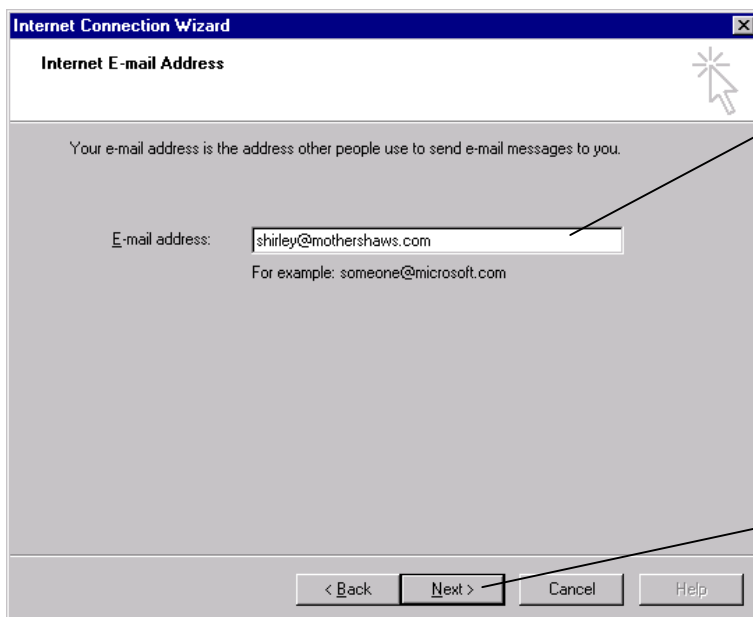 Internet Connection Wizard
Internet E-mail Address
Your e-mail address is the address other people use to send e-mail messages to you.
E-mail address: shirley@mothershaws.com
For example: someone@microsoft.com
< Back Next > Cancel Help